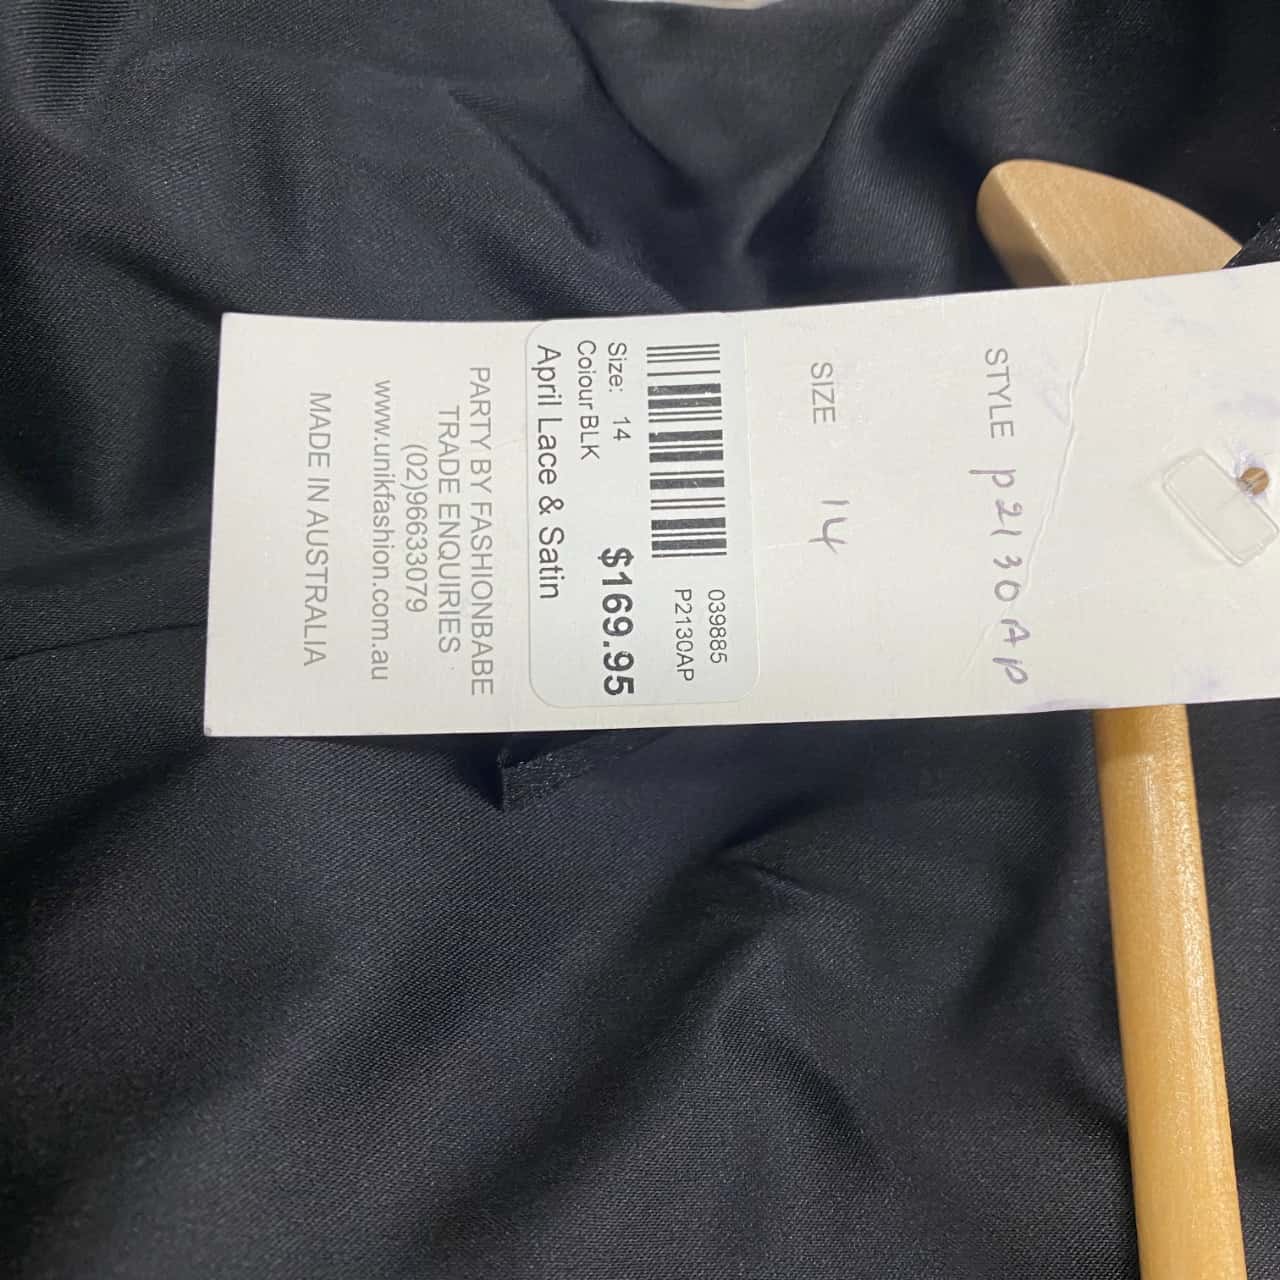 STYLE p2130AP
SIZE 14
039885
P2130AP
$169.95
Size: 14
Colour BLK
April Lace & Satin
PARTY BY FASHIONBABE
TRADE ENQUIRIES
(02)96633079
www.unikfashion.com.au
MADE IN AUSTRALIA